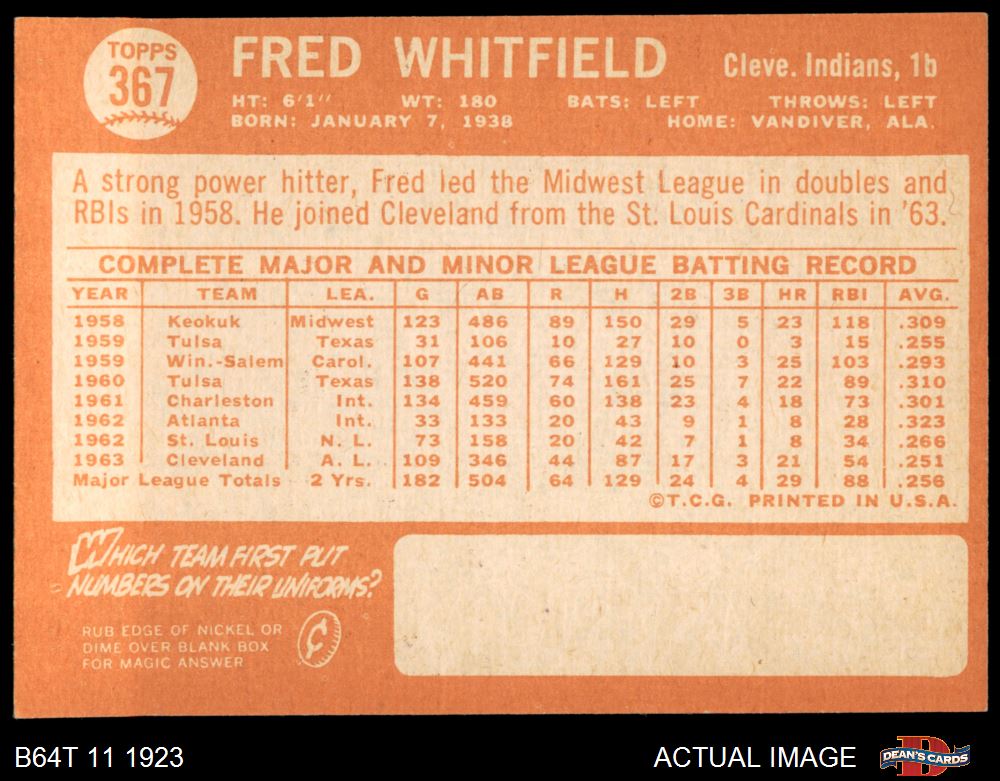 TOPPS
367
FRED WHITFIELD
Cleve. Indians, 1b
HT: 6'1" WT: 180 BATS: LEFT THROWS: LEFT
BORN: JANUARY 7, 1938 HOME: VANDIVER, ALA.
A strong power hitter, Fred led the Midwest League in doubles and
RBIs in 1958. He joined Cleveland from the St. Louis Cardinals in '63.
COMPLETE MAJOR AND MINOR LEAGUE BATTING RECORD
YEAR TEAM LEA. G AB R H 2B 3B HR RBI AVG.
1958 Keokuk Midwest 123 486 89 150 29 5 23 118 .309
1959 Tulsa Texas 31 106 10 27 10 0 3 15 .255
1959 Win.-Salem Carol. 107 441 66 129 10 3 25 103 .293
1960 Tulsa Texas 138 520 74 161 25 7 22 89 .310
1961 Charleston Int. 134 459 60 138 23 4 18 73 .301
1962 Atlanta Int. 33 133 20 43 9 1 8 28 .323
1962 St. Louis N. L. 73 158 20 42 7 1 8 34 .266
1963 Cleveland A. L. 109 346 44 87 17 3 21 54 .251
Major League Totals 2 Yrs. 182 504 64 129 24 4 29 88 .256
©T.C.G. PRINTED IN U.S.A.
WHICH TEAM FIRST PUT
NUMBERS ON THEIR UNIFORMS?
RUB EDGE OF NICKEL OR
DIME OVER BLANK BOX
FOR MAGIC ANSWER
¢
B64T 11 1923
ACTUAL IMAGE
D
DEAN'S CARDS